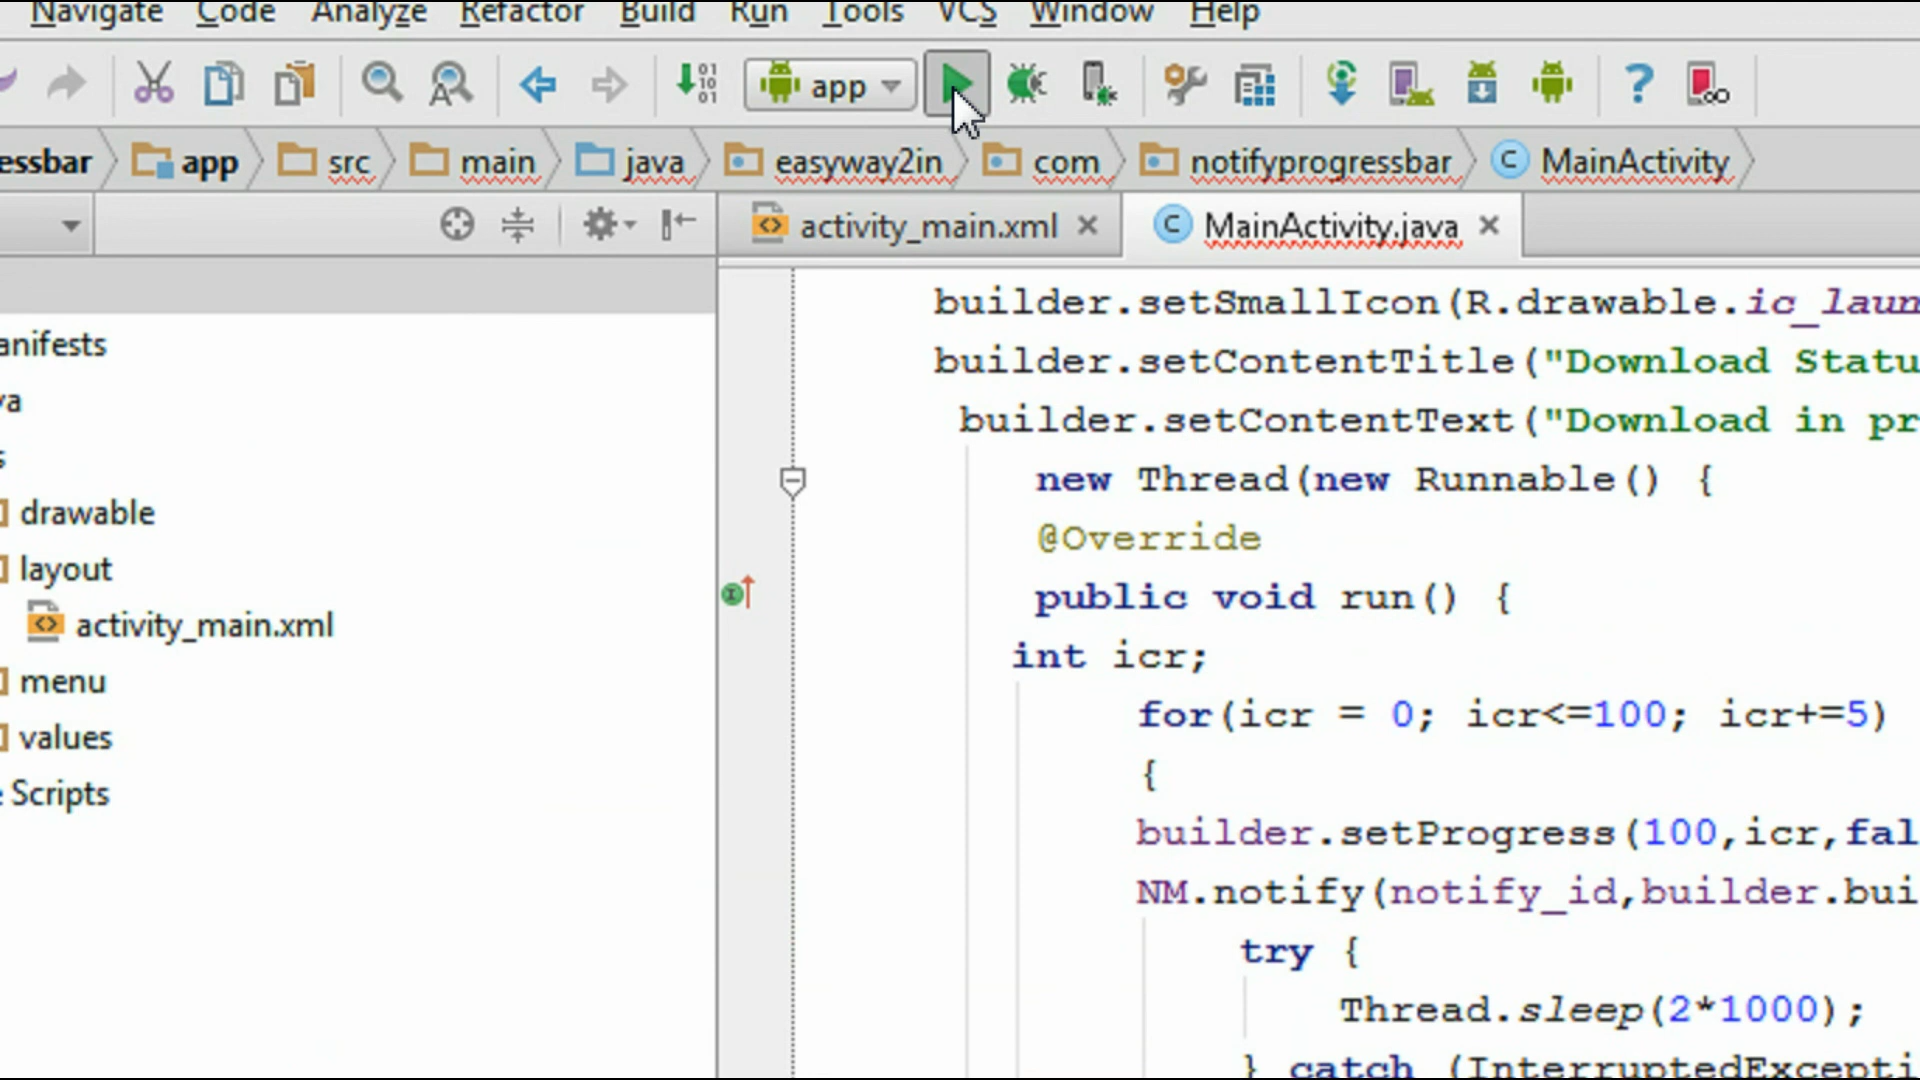 Navigate Code Analyze Refactor Build Run Tools VCS Window Help
app
essbar app src main java easyway2in com notifyprogressbar MainActivity
activity_main.xml MainActivity.java
builder.setSmallIcon(R.drawable.ic_laun
builder.setContentTitle("Download Statu
builder.setContentText("Download in pr
new Thread(new Runnable() {
@Override
public void run() {
int icr;
for(icr = 0; icr<=100; icr+=5)
{
builder.setProgress(100,icr,fal
NM.notify(notify_id,builder.bui
try {
Thread.sleep(2*1000);
} catch (InterruptedExcepti
anifests
va
s
drawable
layout
activity_main.xml
menu
values
Scripts